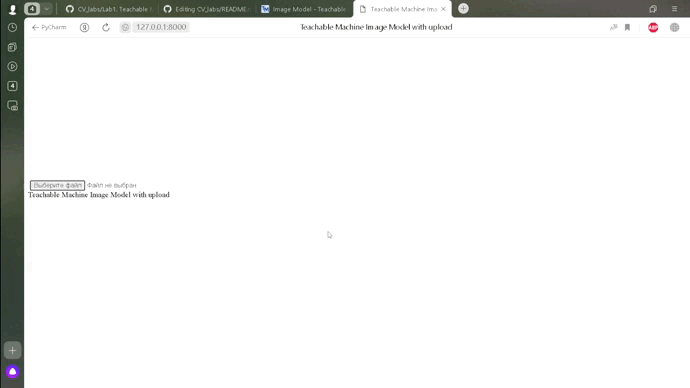 4
CV_labs/Lab1. Teachable
Editing CV_labs/README
Image Model - Teachable
Teachable Machine Ima
PyCharm
Я
127.0.0.1:8000
Teachable Machine Image Model with upload
ABP
4
Выберите файл Файл не выбран
Teachable Machine Image Model with upload